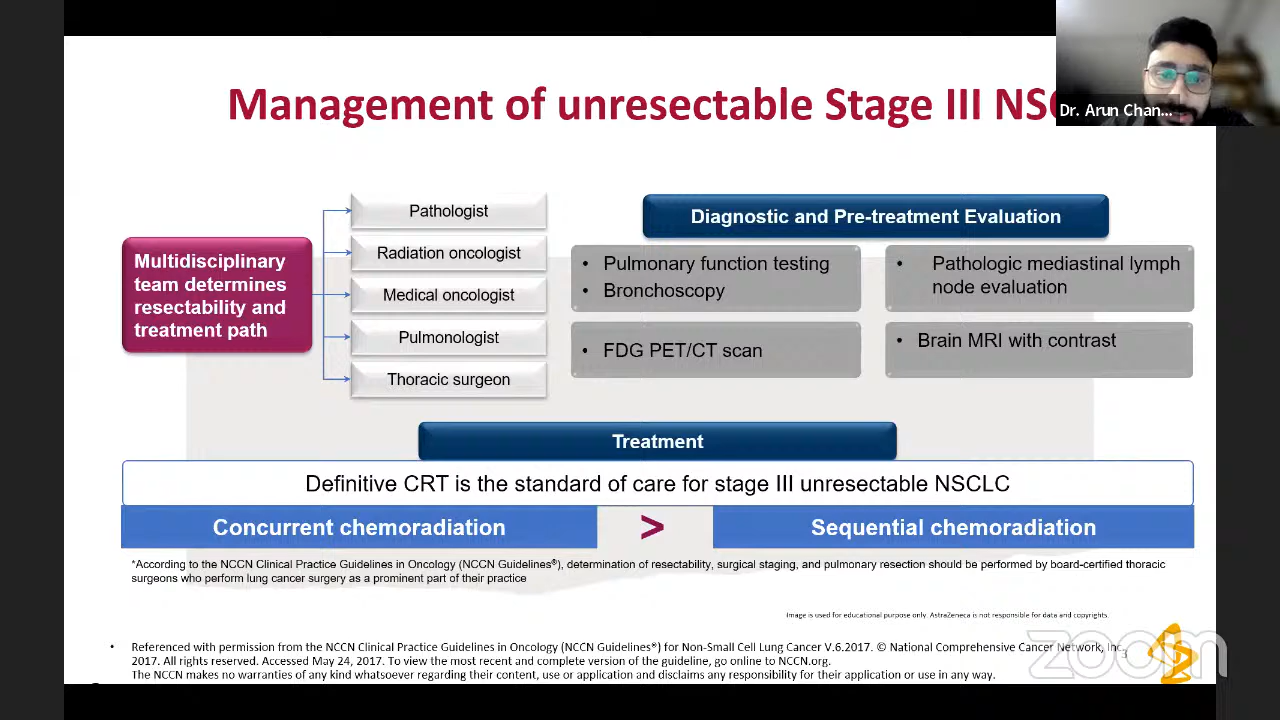 Management of unresectable Stage III NSC
Dr. Arun Chan...
Multidisciplinary
team determines
resectability and
treatment path
Pathologist
Radiation oncologist
Medical oncologist
Pulmonologist
Thoracic surgeon
Diagnostic and Pre-treatment Evaluation
• Pulmonary function testing
• Bronchoscopy
• Pathologic mediastinal lymph
node evaluation
• FDG PET/CT scan
• Brain MRI with contrast
Treatment
Definitive CRT is the standard of care for stage III unresectable NSCLC
Concurrent chemoradiation > Sequential chemoradiation
*According to the NCCN Clinical Practice Guidelines in Oncology (NCCN Guidelines®), determination of resectability, surgical staging, and pulmonary resection should be performed by board-certified thoracic
surgeons who perform lung cancer surgery as a prominent part of their practice
Image is used for educational purpose only. AstraZeneca is not responsible for data and copyrights.
• Referenced with permission from the NCCN Clinical Practice Guidelines in Oncology (NCCN Guidelines®) for Non-Small Cell Lung Cancer V.6.2017. © National Comprehensive Cancer Network, Inc
2017. All rights reserved. Accessed May 24, 2017. To view the most recent and complete version of the guideline, go online to NCCN.org.
The NCCN makes no warranties of any kind whatsoever regarding their content, use or application and disclaims any responsibility for their application or use in any way.
3
zoom